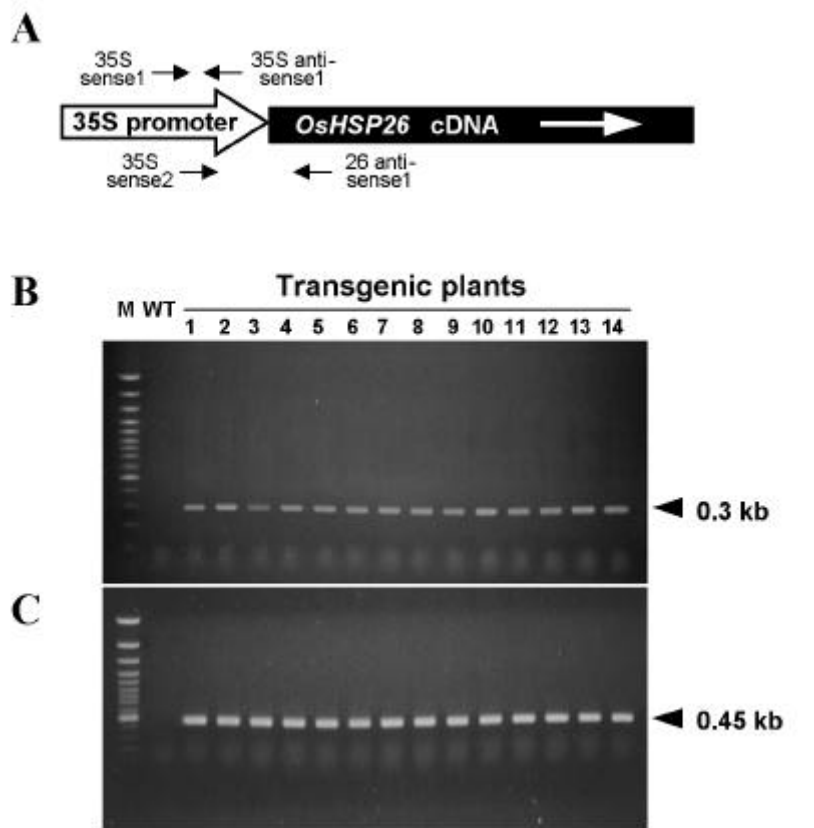 A
35S sense1
35S anti-sense1
35S promoter
OsHSP26 cDNA
35S sense2
26 anti-sense1
B
Transgenic plants
M WT 1 2 3 4 5 6 7 8 9 10 11 12 13 14
0.3 kb
C
0.45 kb